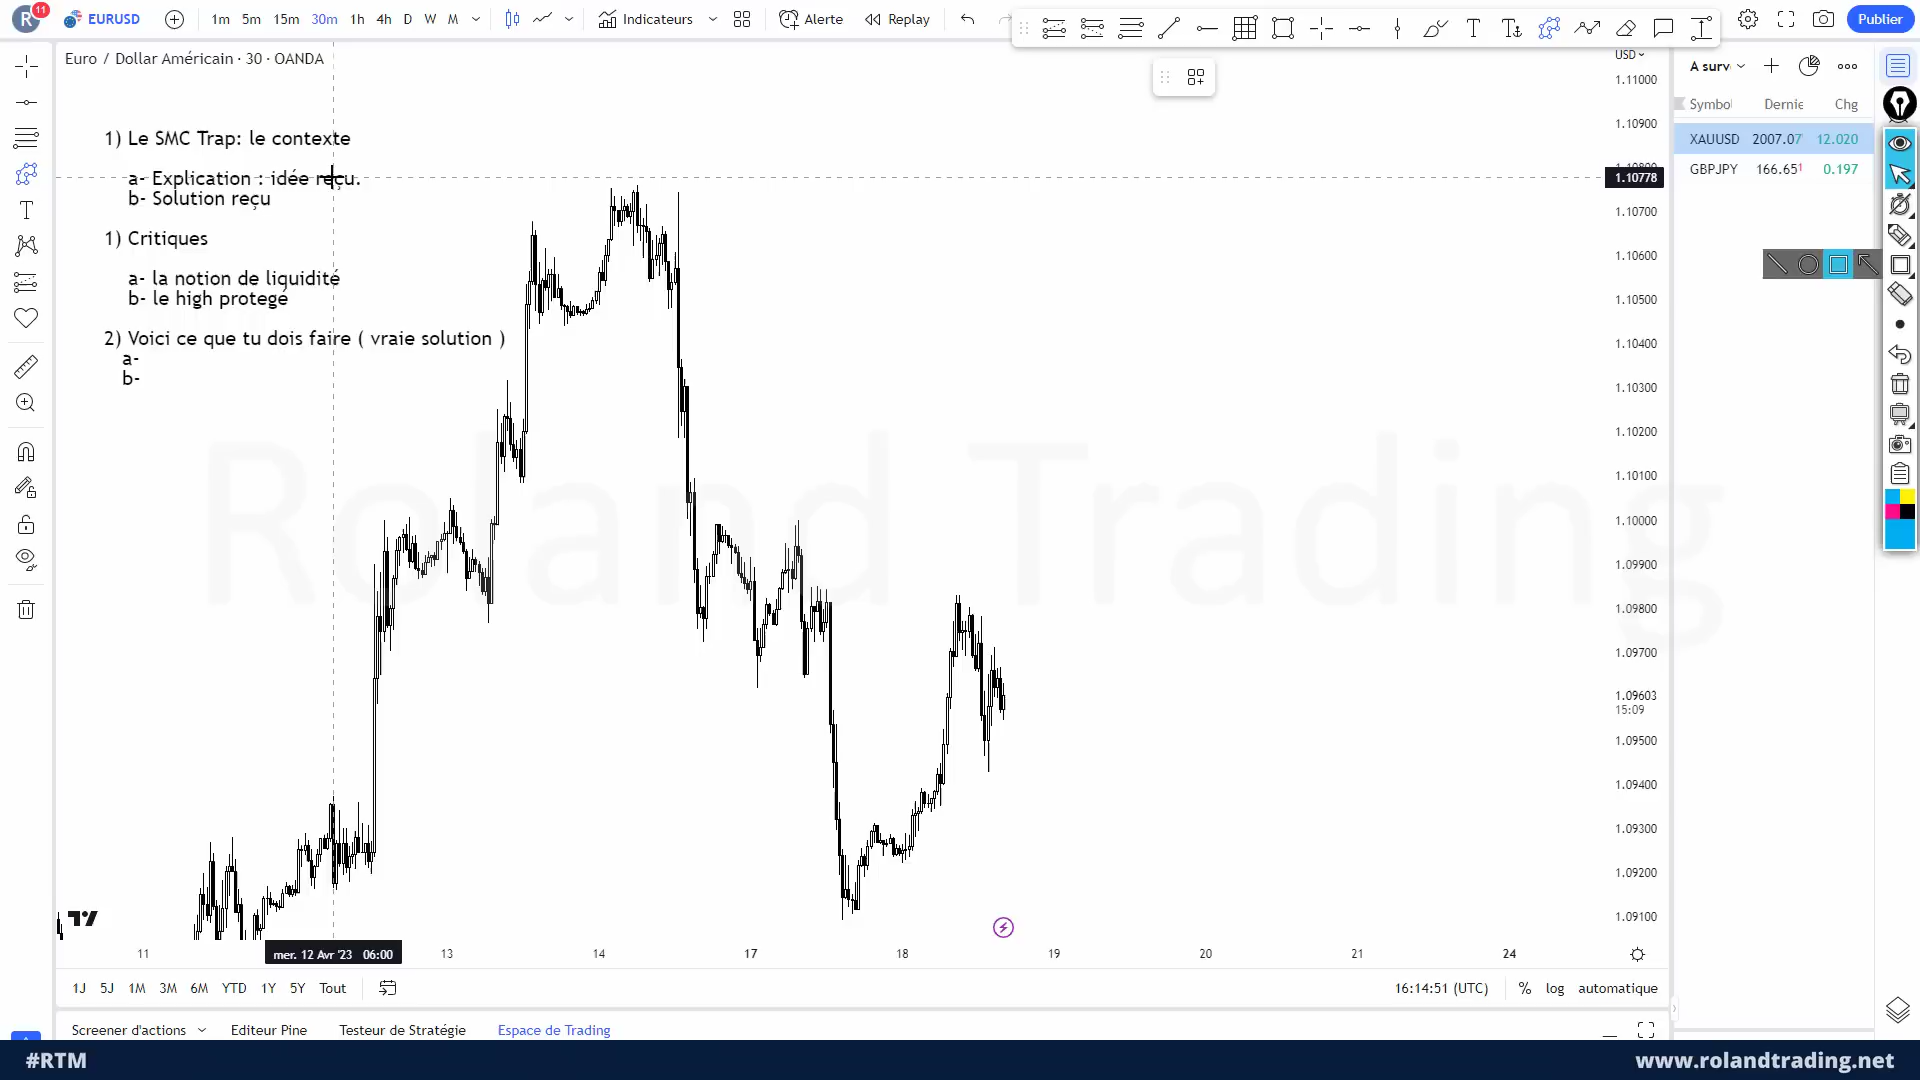 R 11 EURUSD 1m 5m 15m 30m 1h 4h D W M Indicateurs Alerte Replay Publier
Euro / Dollar Américain · 30 · OANDA
USD
1) Le SMC Trap: le contexte
a- Explication : idée reçu.
b- Solution reçu
1) Critiques
a- la notion de liquidité
b- le high protegé
2) Voici ce que tu dois faire ( vraie solution )
a-
b-
Roland Trading
1.11000
1.10900
1.10778
1.10700
1.10600
1.10500
1.10400
1.10300
1.10200
1.10100
1.10000
1.09900
1.09800
1.09700
1.09603
15:09
1.09500
1.09400
1.09300
1.09200
1.09100
A surv
Symbol Dernie Chg
XAUUSD 2007.07 12.020
GBPJPY 166.651 0.197
11 mer. 12 Avr '23 06:00 13 14 17 18 19 20 21 24
1J 5J 1M 3M 6M YTD 1Y 5Y Tout 16:14:51 (UTC) % log automatique
Screener d'actions Editeur Pine Testeur de Stratégie Espace de Trading
#RTM www.rolandtrading.net